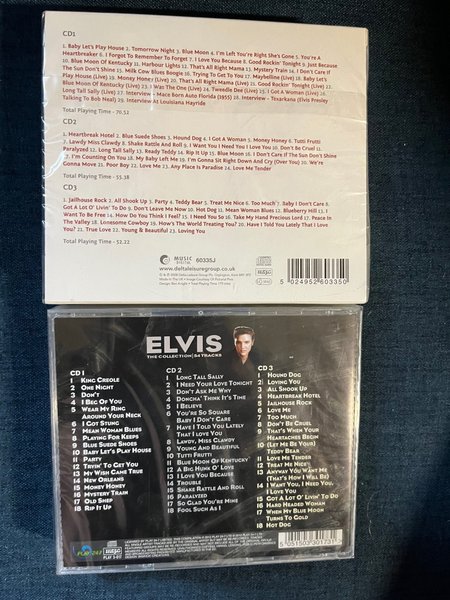 CD1
1. Baby Let's Play House 2. Tomorrow Night 3. Blue Moon 4. I'm Left You're Right She's Gone 5. You're A
Heartbreaker 6. I Forgot To Remember To Forget 7. I Love You Because 8. Good Rockin' Tonight 9. Just Because
10. Blue Moon Of Kentucky 11. Harbour Lights 12. That's All Right Mama 13. Mystery Train 14. I Don't Care If
The Sun Don't Shine 15. Milk Cow Blues Boogie 16. Trying To Get To You 17. Maybelline (Live) 18. Baby Let's
Play House (Live) 18. Money Honey (Live) 19. That's All Right Mama 20. Good Rockin' Tonight (Live) 21. Blue
Moon Of Kentucky (Live) 22. I Was The One (Live) 23. Tweedle Dee (Live) 25. I Got A Woman (Live) 26.
Long Tall Sally (Live) 27. Interview - Mace Born Auto Florida (1955) 28. Interview - Texarkana (Elvis Presley
Talking To Bob Neal) 29. Interview At Louisiana Hayride
Total Playing Time - 70.52
CD2
1. Heartbreak Hotel 2. Blue Suede Shoes 3. Hound Dog 4. I Got A Woman 5. Money Honey 6. Tutti Frutti
7. Lawdy Miss Clawdy 8. Shake Rattle And Roll 9. I Want You I Need You I Love You 10. Don't Be Cruel 11.
Paralyzed 12. Long Tall Sally 13. Ready Teddy 14. Rip It Up 15. Blue Moon 16. I Don't Care If The Sun Don't Shine
17. I'm Counting On You 18. My Baby Left Me 19. I'm Gonna Sit Right Down And Cry (Over You) 20. We're
Gonna Move 21. Poor Boy 22. Love Me 23. Any Place is Paradise 24. Love Me Tender
Total Playing Time - 55.38
CD3
1. Jailhouse Rock 2. All Shook Up 3. Party 4. Teddy Bear 5. Treat Me Nice 6. Too Much 7. Baby I Don't Care 8.
Got A Lot O' Livin' To Do 9. Don't Leave Me Now 10. Hot Dog 11. Mean Woman Blues 12. Blueberry Hill 13. I
Want To Be Free 14. How Do You Think I Feel? 15. I Need You So 16. Take My Hand Precious Lord 17. Peace In
The Valley 18. Lonesome Cowboy 19. How's The World Treating You? 20. Have I Told You Lately That I Love
You? 21. True Love 22. Young & Beautiful 23. Loving You
Total Playing Time - 52.22
MUSIC
DIGITAL
60335J
www.deltaleisuregroup.co.uk
5 024952 603350
ELVIS
THE COLLECTION | 54 TRACKS
CD 1
1 King Creole
2 One Night
3 Don't
4 I Beg Of You
5 Wear My Ring
Around Your Neck
6 I Got Stung
7 Mean Woman Blues
8 Playing For Keeps
9 Blue Suede Shoes
10 Baby Let's Play House
11 Party
12 Tryin' To Get You
13 My Wish Came True
14 New Orleans
15 Money Honey
16 Mystery Train
17 Old Shep
18 Rip It Up
CD 2
1 Long Tall Sally
2 I Need Your Love Tonight
3 Don't Ask Me Why
4 Doncha' Think It's Time
5 I Believe
6 You're So Square
Baby I Don't Care
7 Have I Told You Lately
That I Love You
8 Lawdy, Miss Clawdy
9 Young And Beautiful
10 Tutti Frutti
11 Blue Moon Of Kentucky
12 A Big Hunk O' Love
13 I Love You Because
14 Trouble
15 Shake Rattle And Roll
16 Paralyzed
17 So Glad You're Mine
18 Fool Such As I
CD 3
1 Hound Dog
2 Loving You
3 All Shook Up
4 Heartbreak Hotel
5 Jailhouse Rock
6 Love Me
7 Too Much
8 Don't Be Cruel
9 That's When Your
Heartaches Begin
10 (Let Me Be Your)
Teddy Bear
11 Love Me Tender
12 Treat Me Nice
13 Anyway You Want Me
(That's How I Will Be)
14 I Want You, I Need You,
I Love You
15 Got A Lot O' Livin' To Do
16 Hard Headed Woman
17 When My Blue Moon
Turns To Gold
18 Hot Dog
PLAY 24-7
5 051503 301731